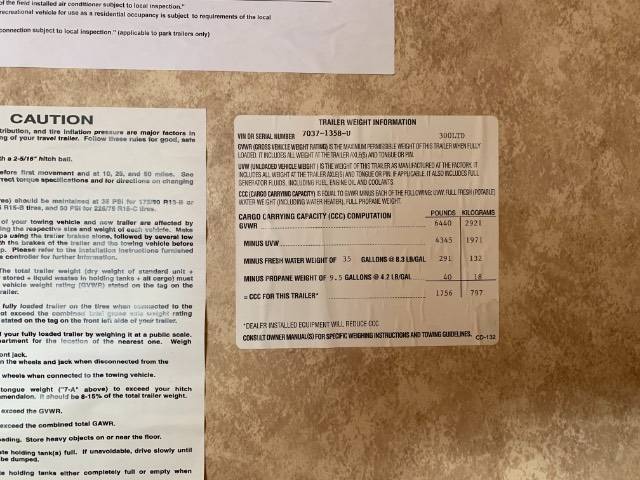 of the field installed air conditioner subject to local inspection."
recreational vehicle for use as a residential occupancy is subject to requirements of the local
connection subject to local inspection." (applicable to park trailers only)
CAUTION
tribution, and tire inflation pressure are major factors in
ng of your travel trailer. Follow these rules for good, safe
th a 2-5/16" hitch ball.
efore first movement and at 10, 25, and 50 miles. See
rrect torque specifications and for directions on changing
res) should be maintained at 35 PSI for
R15-B tires, and 50 PSI for 225/75 R15-C tires.
of your towing vehicle and new trailer are affected by
ing the respective size and weight of each vehicle. Make
ps using the trailer brake alone, followed by several low
th the brakes of the trailer and the towing vehicle before
p. Please refer to the installation instructions furnished
controller for further information.
The total trailer weight (dry weight of standard unit +
stored + liquid wastes in holding tanks + all cargo) must
vehicle weight rating (GVWR) stated on the tag on the
railer.
fully loaded trailer on the tires when connected to the
ot exceed the combined total gross axle weight rating
stated on the tag on the front left side of your trailer.
your fully loaded trailer by weighing it at a public scale.
partment for the location of the nearest one. Weigh
ont jack.
n the wheels and jack when disconnected from the
wheels when connected to the towing vehicle.
tongue weight ("7-A" above) to exceed your hitch
mendation. It should be 8-15% of the total trailer weight.
exceed the GVWR.
exceed the combined total GAWR.
ading. Store heavy objects on or near the floor.
te holding tank(s) full. If unavoidable, drive slowly until
be dumped.
te holding tanks either completely full or empty when
TRAILER WEIGHT INFORMATION
VIN OR SERIAL NUMBER 7037-1358-U 300LTD
GVWR (GROSS VEHICLE WEIGHT RATING) IS THE MAXIMUM PERMISSIBLE WEIGHT OF THIS TRAILER WHEN FULLY
LOADED. IT INCLUDES ALL WEIGHT AT THE TRAILER AXLE(S) AND TONGUE OR PIN.
UVW (UNLOADED VEHICLE WEIGHT) IS THE WEIGHT OF THIS TRAILER AS MANUFACTURED AT THE FACTORY. IT
INCLUDES ALL WEIGHT AT THE TRAILER AXLE(S) AND TONGUE OR PIN. IF APPLICABLE, IT ALSO INCLUDES FULL
GENERATOR FLUIDS, INCLUDING FUEL, ENGINE OIL AND COOLANTS.
CCC (CARGO CARRYING CAPACITY) IS EQUAL TO GVWR MINUS EACH OF THE FOLLOWING: UVW, FULL FRESH (POTABLE)
WATER WEIGHT (INCLUDING WATER HEATER), FULL PROPANE WEIGHT.
CARGO CARRYING CAPACITY (CCC) COMPUTATION POUNDS KILOGRAMS
GVWR 6440 2921
MINUS UVW 4345 1971
MINUS FRESH WATER WEIGHT OF 35 GALLONS @ 8.3 LB/GAL 291 132
MINUS PROPANE WEIGHT OF 9.5 GALLONS @ 4.2 LB/GAL 40 18
= CCC FOR THIS TRAILER* 1756 797
*DEALER INSTALLED EQUIPMENT WILL REDUCE CCC
CONSULT OWNER MANUAL(S) FOR SPECIFIC WEIGHING INSTRUCTIONS AND TOWING GUIDELINES. CD-132